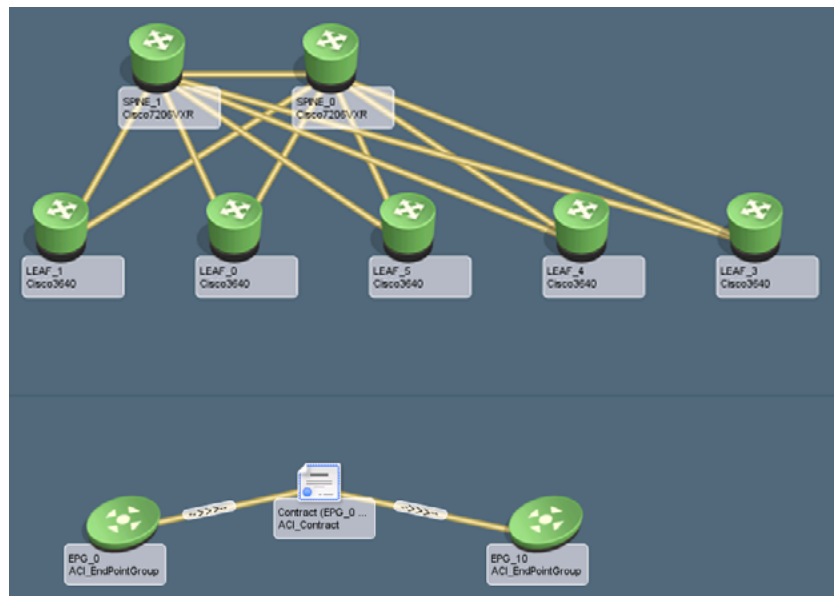 SPINE_1
Cisco7206VXR
SPINE_0
Cisco7206VXR
LEAF_1
Cisco3640
LEAF_0
Cisco3640
LEAF_5
Cisco3640
LEAF_4
Cisco3640
LEAF_3
Cisco3640
Contract (EPG_0 ...
ACI_Contract
EPG_0
ACI_EndPointGroup
EPG_10
ACI_EndPointGroup